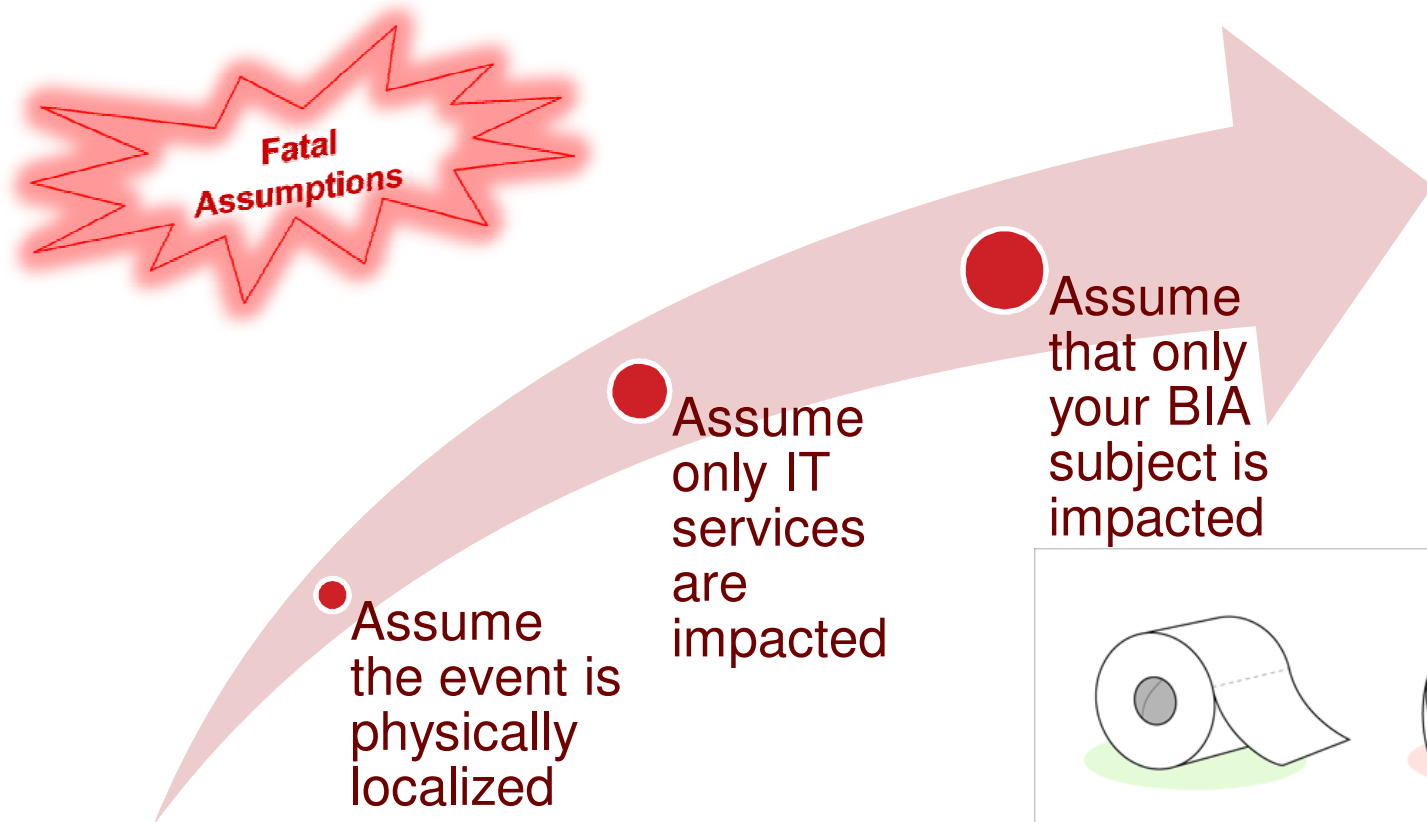 Fatal
Assumptions
Assume
the event is
physically
localized
Assume
only IT
services
are
impacted
Assume
that only
your BIA
subject is
impacted